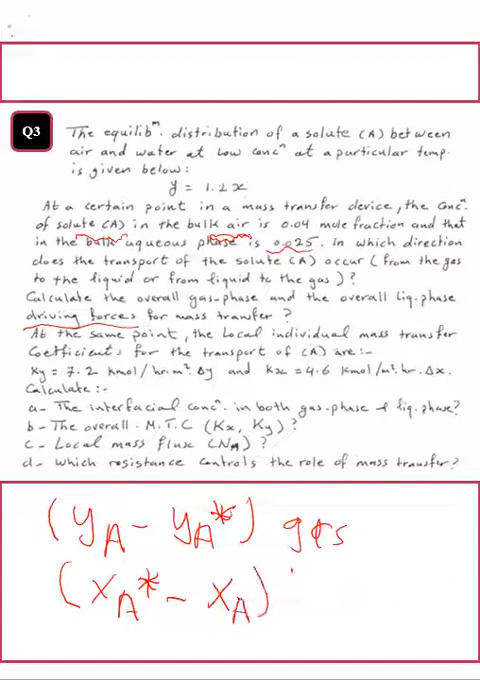 Q3
The equilib^m. distribution of a solute (A) between
air and water at Low conc^n at a particular temp.
is given below:
y = 1.2x
At a certain point in a mass transfer device, the conc^n
of solute (A) in the bulk air is 0.04 mole fraction and that
in the bulk aqueous phase is 0.025. In which direction
does the transport of the solute (A) occur (from the gas
to the liquid or from liquid to the gas)?
Calculate the overall gas-phase and the overall liq. phase
driving forces for mass transfer?
At the same point, the Local individual mass transfer
Coefficients for the transport of (A) are:-
Ky = 7.2 kmol/hr.m².Δy and Kx = 4.6 kmol/m².hr.Δx.
Calculate:-
a- The interfacial conc^n. in both gas.phase & liq.phase?
b- The overall. M.T.C (Kx, Ky)?
c- Local mass flux (NA)?
d- which resistance controls the role of mass transfer?
(yA - yA*) gas
(xA* - xA)